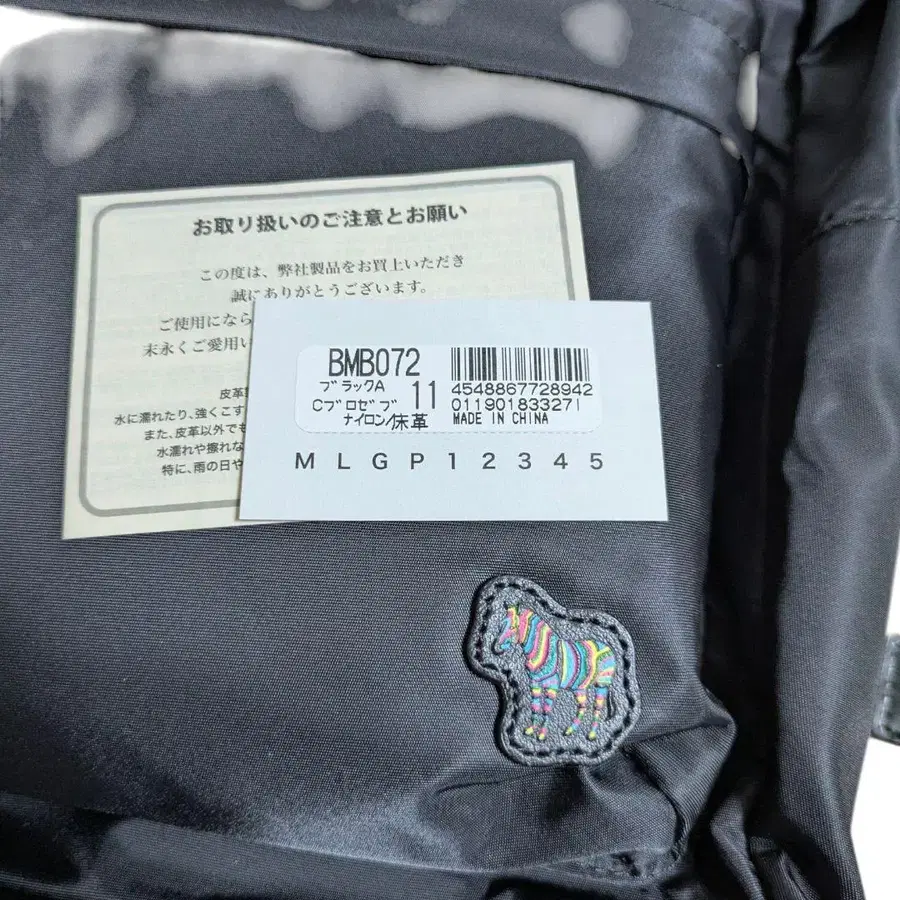 お取り扱いのご注意とお願い
この度は、弊社製品をお買上いただき
誠にありがとうございます。
ご使用になら
末永くご愛用い
皮革
水に濡れたり、強くこす
また、皮革以外でも
水濡れや擦れな
特に、雨の日や
BMB072
ブラックA 11
Cブロゼブ
ナイロン/床革
4548867728942
011901833271
MADE IN CHINA
M L G P 1 2 3 4 5